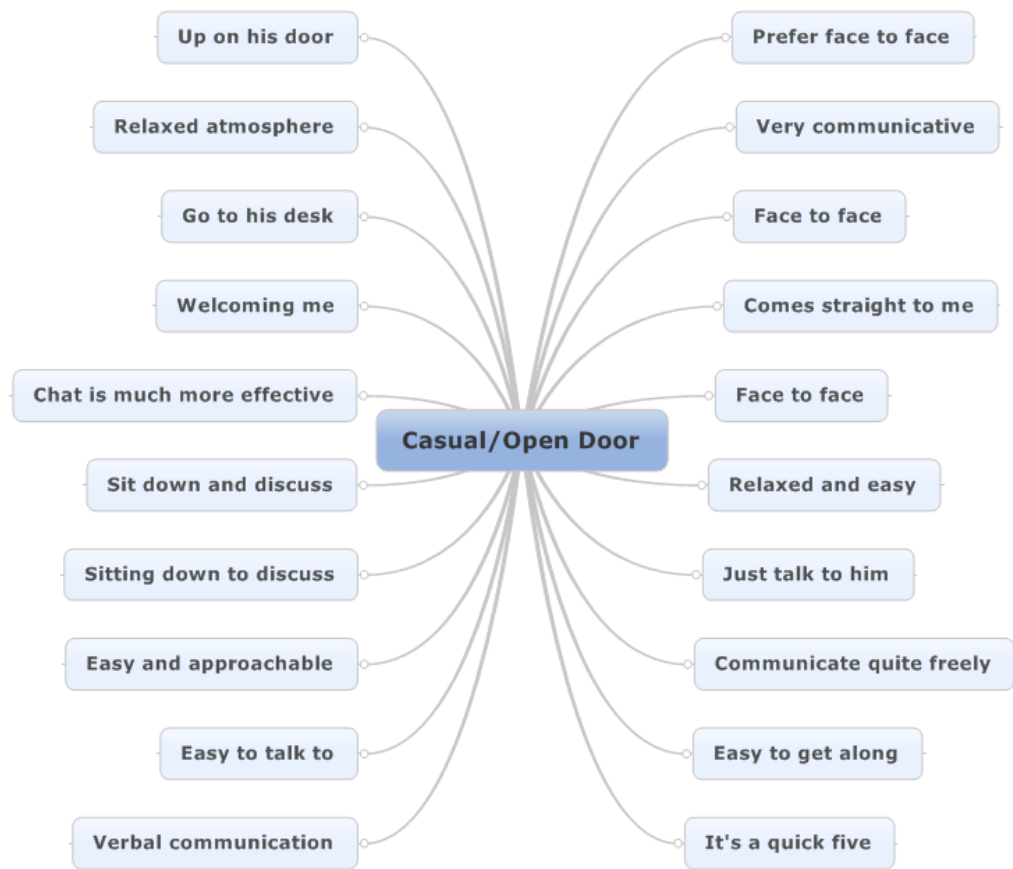 Up on his door
Relaxed atmosphere
Go to his desk
Welcoming me
Chat is much more effective
Sit down and discuss
Sitting down to discuss
Easy and approachable
Easy to talk to
Verbal communication
Casual/Open Door
Prefer face to face
Very communicative
Face to face
Comes straight to me
Face to face
Relaxed and easy
Just talk to him
Communicate quite freely
Easy to get along
It's a quick five